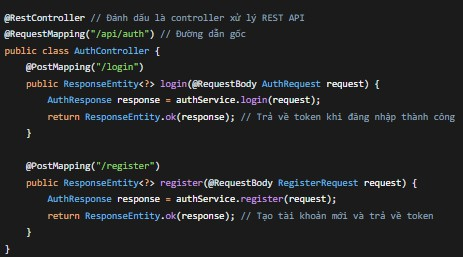 @RestController // Đánh dấu là controller xử lý REST API
@RequestMapping("/api/auth") // Đường dẫn gốc
public class AuthController {
    @PostMapping("/login")
    public ResponseEntity<?> login(@RequestBody AuthRequest request) {
        AuthResponse response = authService.login(request);
        return ResponseEntity.ok(response); // Trả về token khi đăng nhập thành công
    }

    @PostMapping("/register")
    public ResponseEntity<?> register(@RequestBody RegisterRequest request) {
        AuthResponse response = authService.register(request);
        return ResponseEntity.ok(response); // Tạo tài khoản mới và trả về token
    }
}